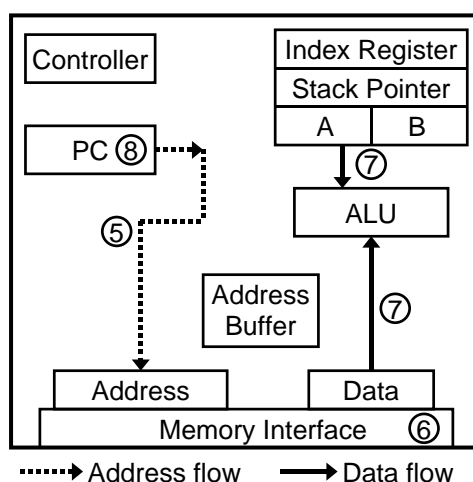 Controller
Index Register
Stack Pointer
A B
PC ⑧
⑦
⑤
ALU
Address
Buffer
⑦
Address Data
Memory Interface ⑥
Address flow Data flow